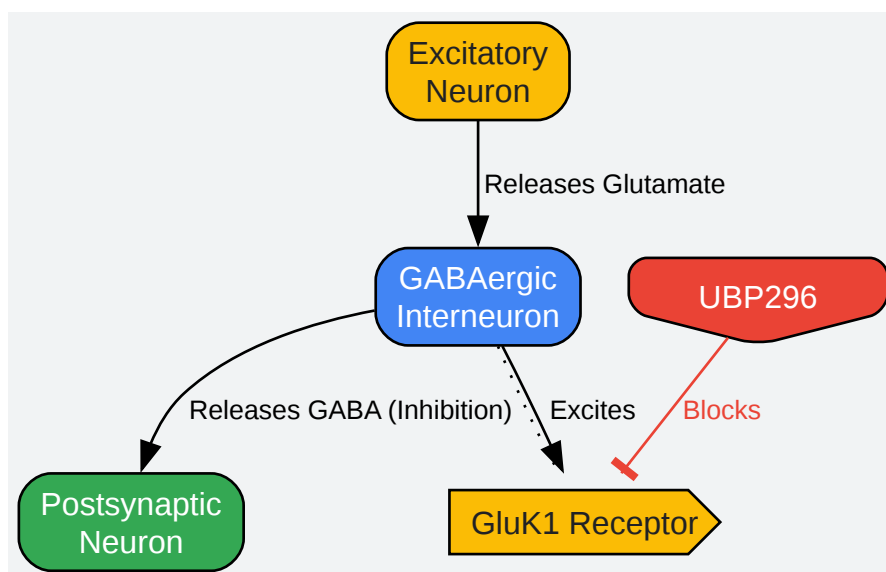 Excitatory
Neuron
Releases Glutamate
GABAergic
Interneuron
UBP296
Releases GABA (Inhibition)
Excites
Blocks
Postsynaptic
Neuron
GluK1 Receptor